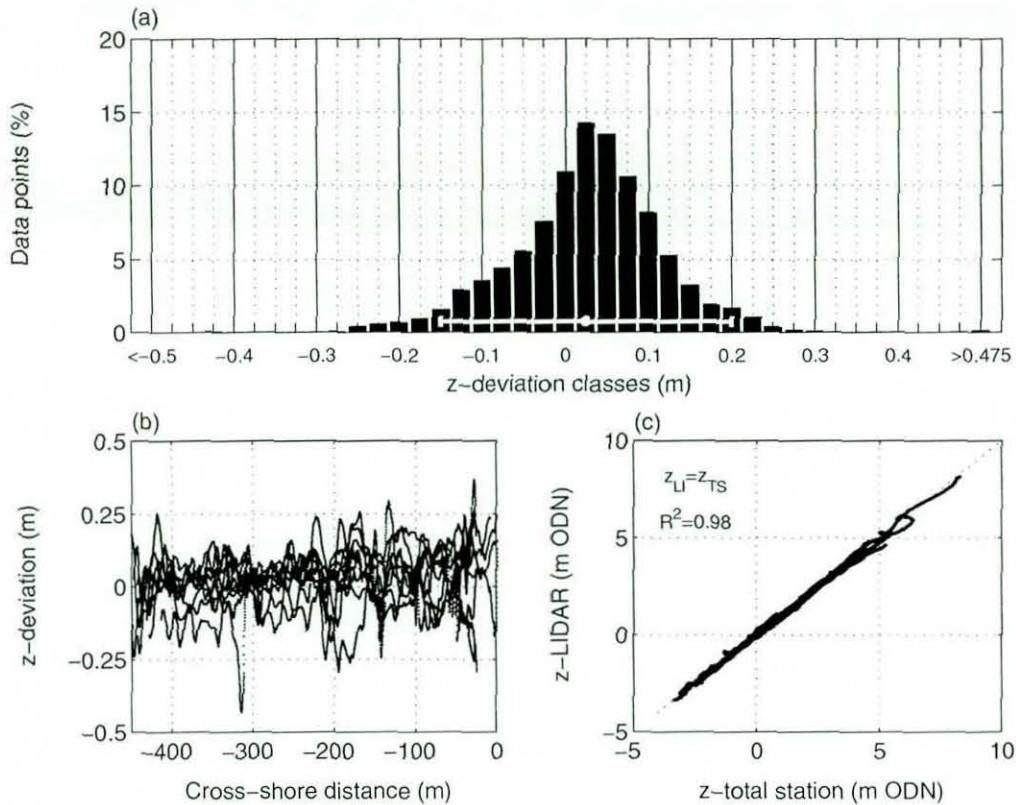 (a)
20
15
10
5
0
Data points (%)
<−0.5 −0.4 −0.3 −0.2 −0.1 0 0.1 0.2 0.3 0.4 >0.475
z−deviation classes (m)
(b)
0.5
0.25
0
−0.25
−0.5
z−deviation (m)
−400 −300 −200 −100 0
Cross−shore distance (m)
(c)
10
5
0
−5
z−LIDAR (m ODN)
z_LI=z_TS
R²=0.98
−5 0 5 10
z−total station (m ODN)